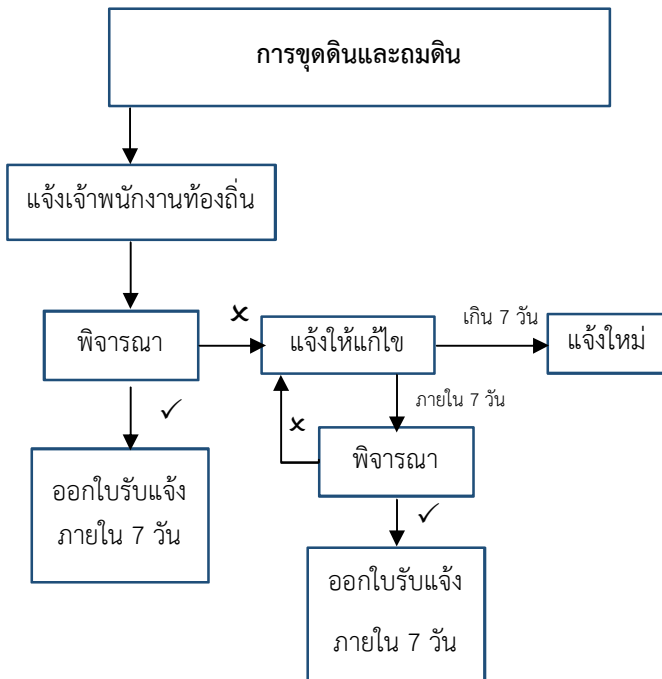 การขุดดินและถมดิน
แจ้งเจ้าพนักงานท้องถิ่น
พิจารณา
✗
แจ้งให้แก้ไข
เกิน 7 วัน
แจ้งใหม่
✓
ภายใน 7 วัน
✗
พิจารณา
ออกใบรับแจ้ง
ภายใน 7 วัน
✓
ออกใบรับแจ้ง
ภายใน 7 วัน